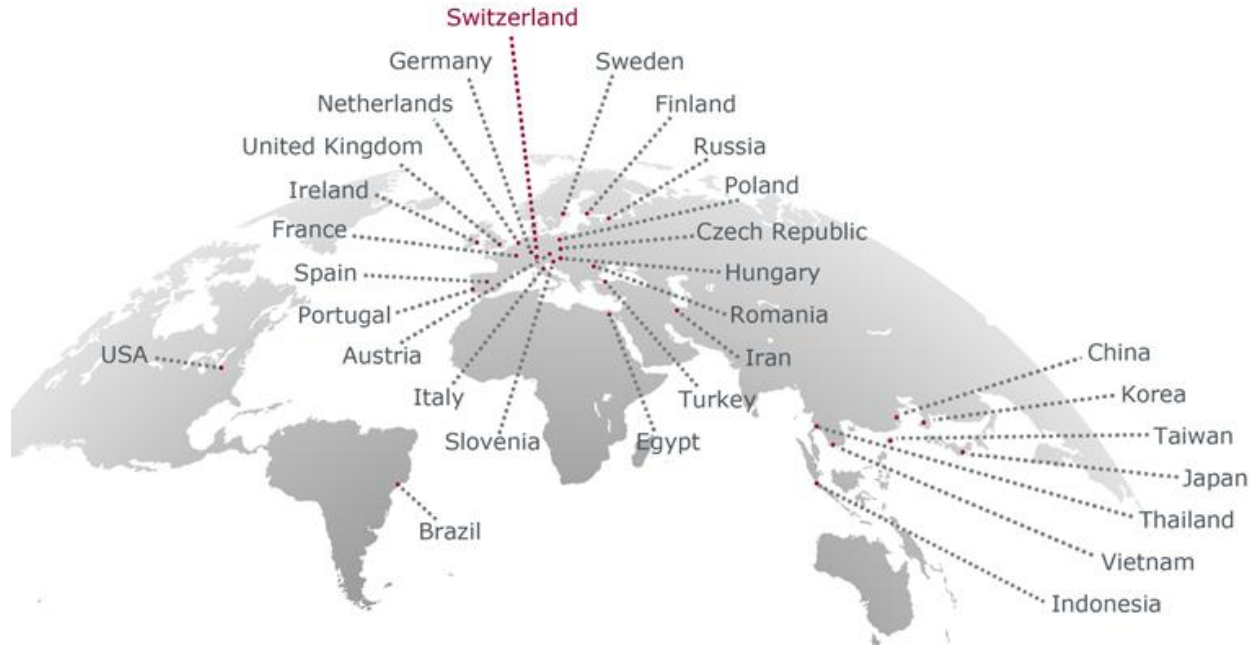 Switzerland
Germany
Sweden
Netherlands
Finland
United Kingdom
Russia
Ireland
Poland
France
Czech Republic
Spain
Hungary
Portugal
Romania
USA
Austria
Iran
China
Italy
Turkey
Korea
Slovenia
Egypt
Taiwan
Japan
Thailand
Brazil
Vietnam
Indonesia